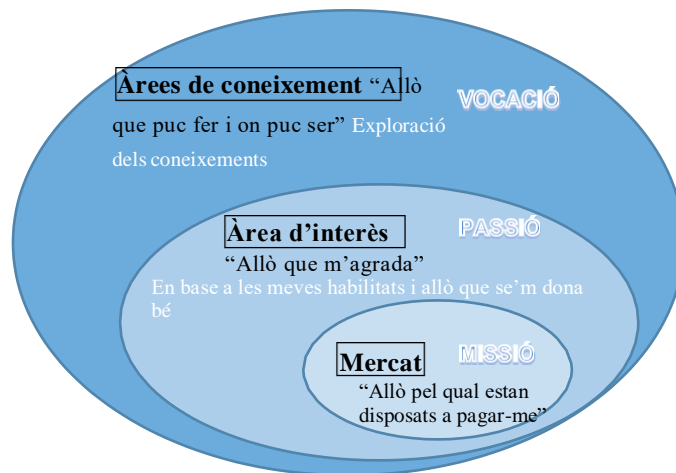 Àrees de coneixement “Allò
VOCACIÓ
que puc fer i on puc ser” Exploració
dels coneixements
Àrea d’interès
PASSIÓ
“Allò que m’agrada”
En base a les meves habilitats i allò que se’m dona
bé
Mercat
MISSIÓ
“Allò pel qual estan
disposats a pagar-me”